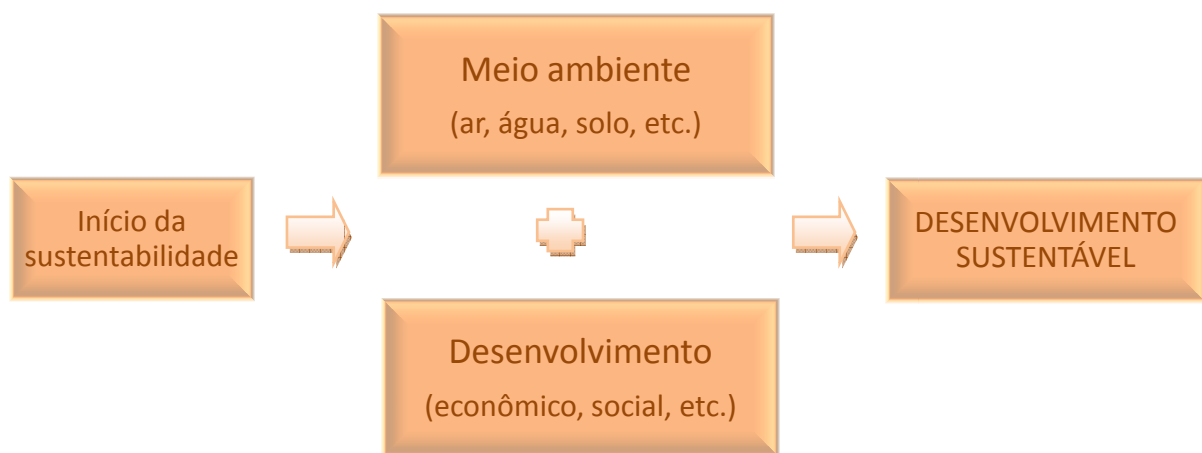 Início da
sustentabilidade
Meio ambiente
(ar, água, solo, etc.)
Desenvolvimento
(econômico, social, etc.)
DESENVOLVIMENTO
SUSTENTÁVEL